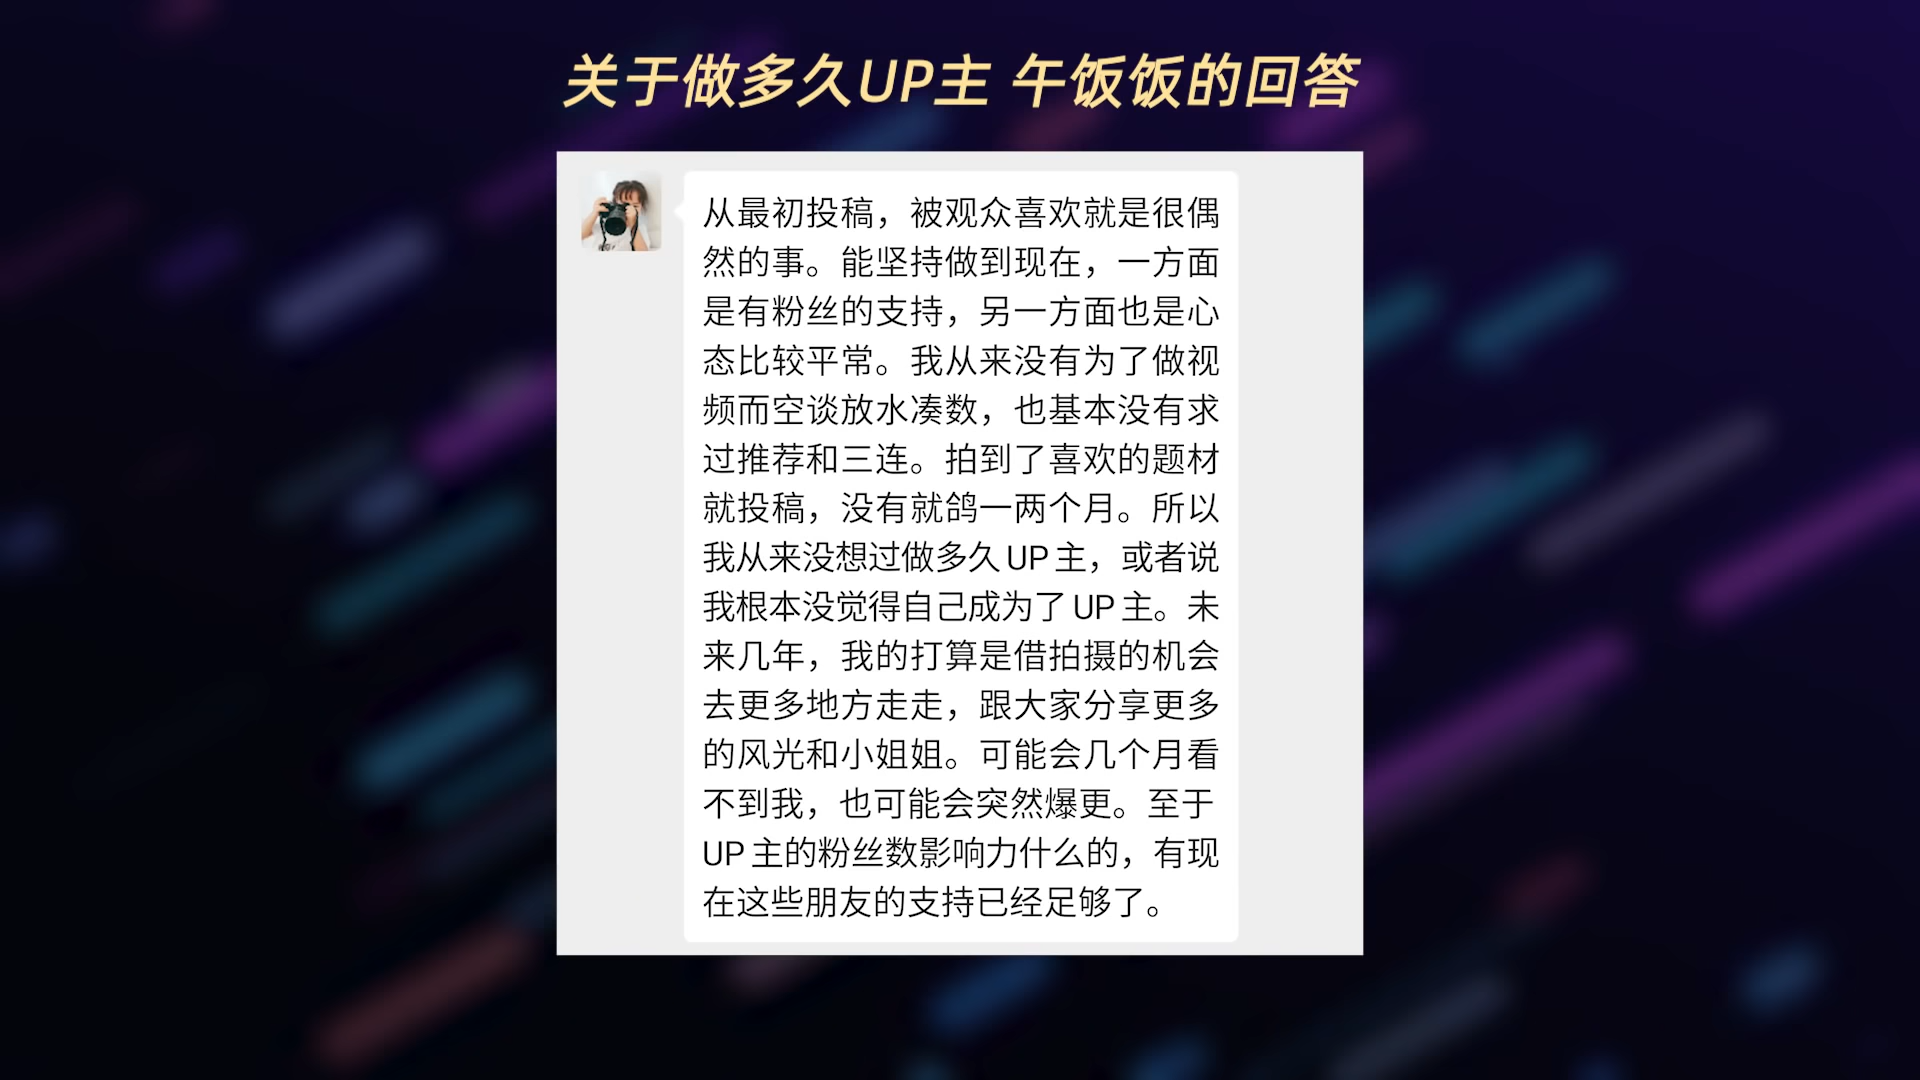 关于做多久UP主 午饭饭的回答
从最初投稿，被观众喜欢就是很偶
然的事。能坚持做到现在，一方面
是有粉丝的支持，另一方面也是心
态比较平常。我从来没有为了做视
频而空谈放水凑数，也基本没有求
过推荐和三连。拍到了喜欢的题材
就投稿，没有就鸽一两个月。所以
我从来没想过做多久UP主，或者说
我根本没觉得自己成为了UP主。未
来几年，我的打算是借拍摄的机会
去更多地方走走，跟大家分享更多
的风光和小姐姐。可能会几个月看
不到我，也可能会突然爆更。至于
UP主的粉丝数影响力什么的，有现
在这些朋友的支持已经足够了。